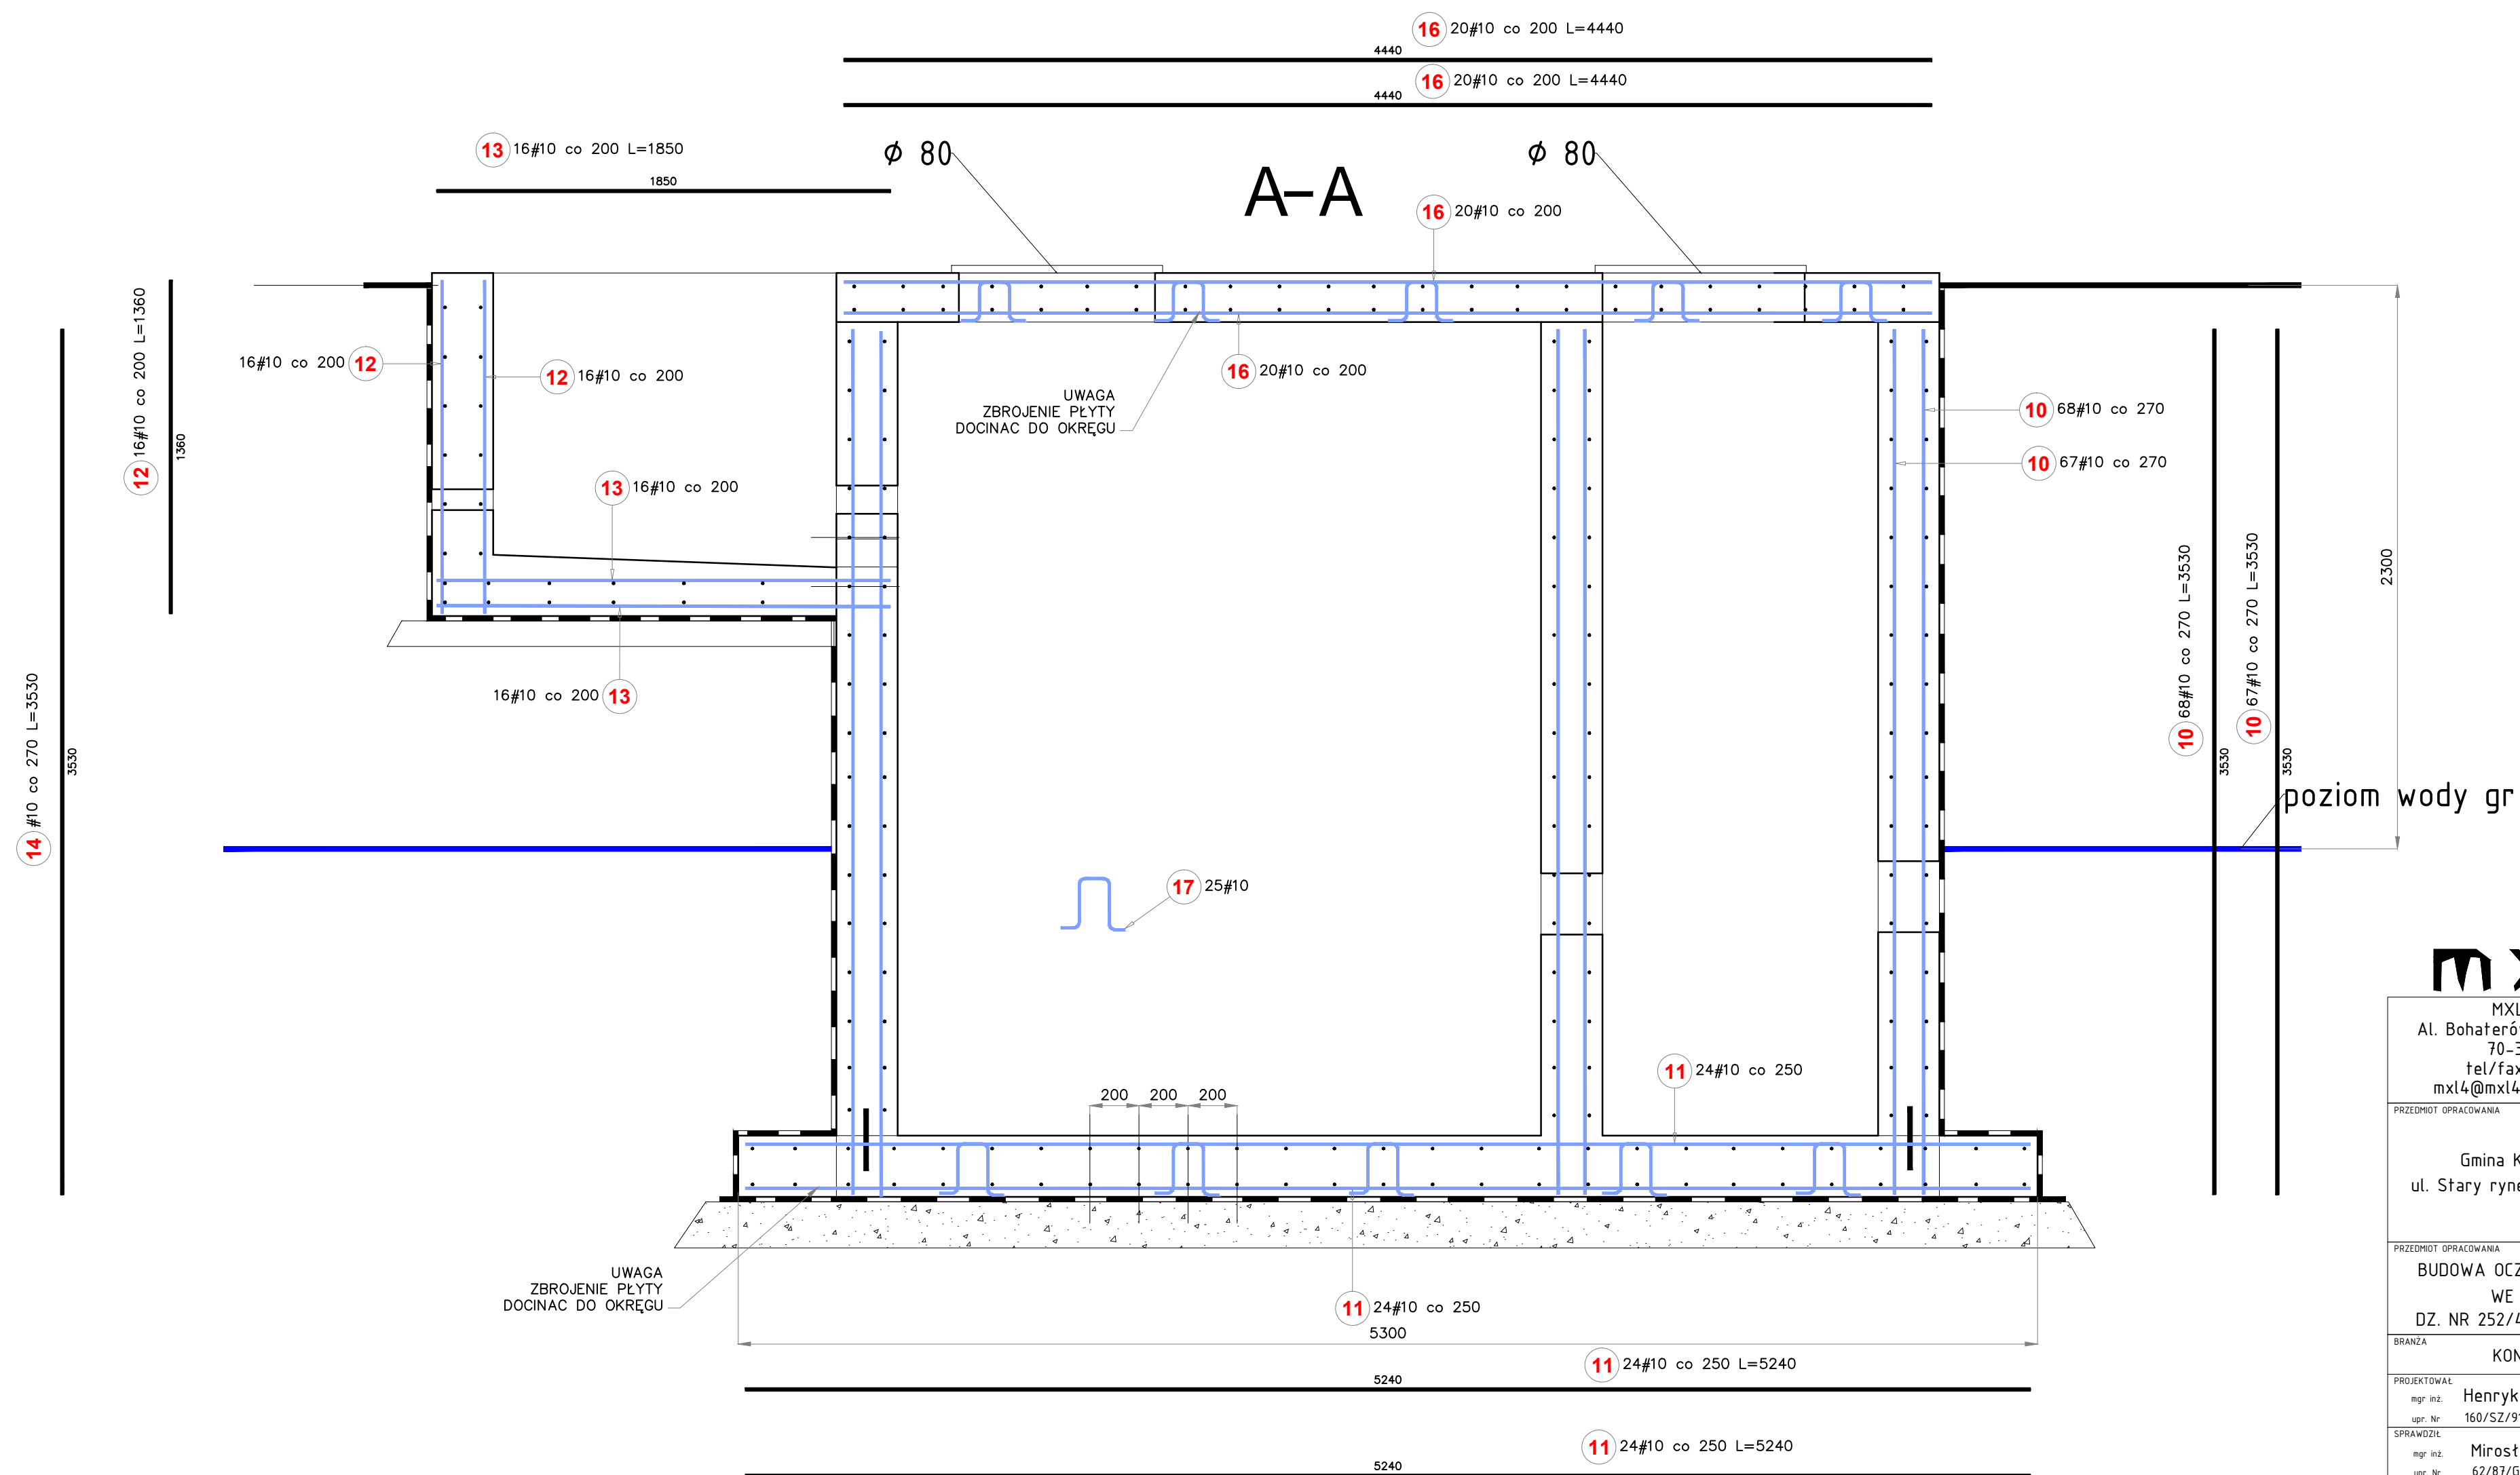 16 20#10 co 200 L=4440
4440
16 20#10 co 200 L=4440
4440
13 16#10 co 200 L=1850
1850
Ø 80
Ø 80
A-A
16 20#10 co 200
12 16#10 co 200 L=1360
1360
16#10 co 200 12
12 16#10 co 200
16 20#10 co 200
UWAGA
ZBROJENIE PŁYTY
DOCINAC DO OKRĘGU
10 68#10 co 270
10 67#10 co 270
13 16#10 co 200
16#10 co 200 13
14 #10 co 270 L=3530
3530
10 68#10 co 270 L=3530
3530
10 67#10 co 270 L=3530
3530
2300
poziom wody gr
17 25#10
11 24#10 co 250
200 200 200
UWAGA
ZBROJENIE PŁYTY
DOCINAC DO OKRĘGU
11 24#10 co 250
5300
11 24#10 co 250 L=5240
5240
11 24#10 co 250 L=5240
5240
m
MXL
Al. Bohateró
70-3
tel/fax
mxl4@mxl4
PRZEDMIOT OPRACOWANIA
Gmina K
ul. Stary ryne
PRZEDMIOT OPRACOWANIA
BUDOWA OCZ
WE
DZ. NR 252/4
BRANŻA
KON
PROJEKTOWAŁ
mgr inż. Henryk
upr. Nr 160/SZ/9
SPRAWDZIŁ
mgr inż. Mirosł
upr. Nr 62/87/G